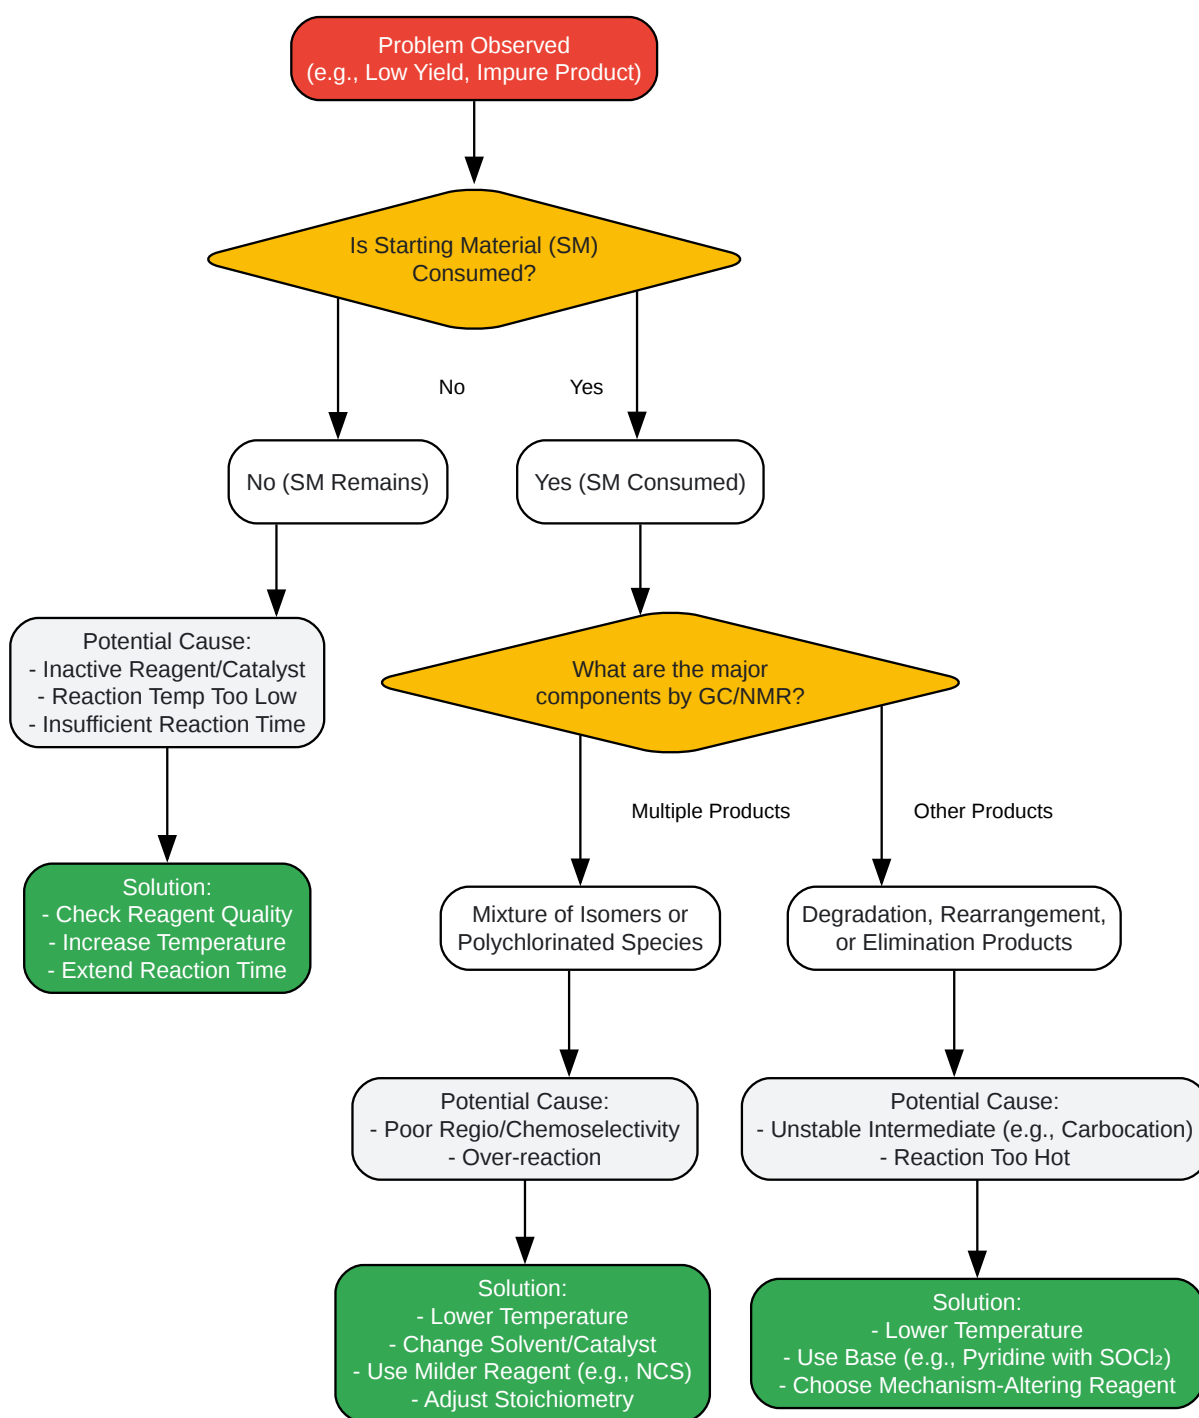 Problem Observed
(e.g., Low Yield, Impure Product)
Is Starting Material (SM)
Consumed?
No
Yes
No (SM Remains)
Yes (SM Consumed)
Potential Cause:
- Inactive Reagent/Catalyst
- Reaction Temp Too Low
- Insufficient Reaction Time
What are the major
components by GC/NMR?
Multiple Products
Other Products
Solution:
- Check Reagent Quality
- Increase Temperature
- Extend Reaction Time
Mixture of Isomers or
Polychlorinated Species
Degradation, Rearrangement,
or Elimination Products
Potential Cause:
- Poor Regio/Chemoselectivity
- Over-reaction
Potential Cause:
- Unstable Intermediate (e.g., Carbocation)
- Reaction Too Hot
Solution:
- Lower Temperature
- Change Solvent/Catalyst
- Use Milder Reagent (e.g., NCS)
- Adjust Stoichiometry
Solution:
- Lower Temperature
- Use Base (e.g., Pyridine with SOCl₂)
- Choose Mechanism-Altering Reagent